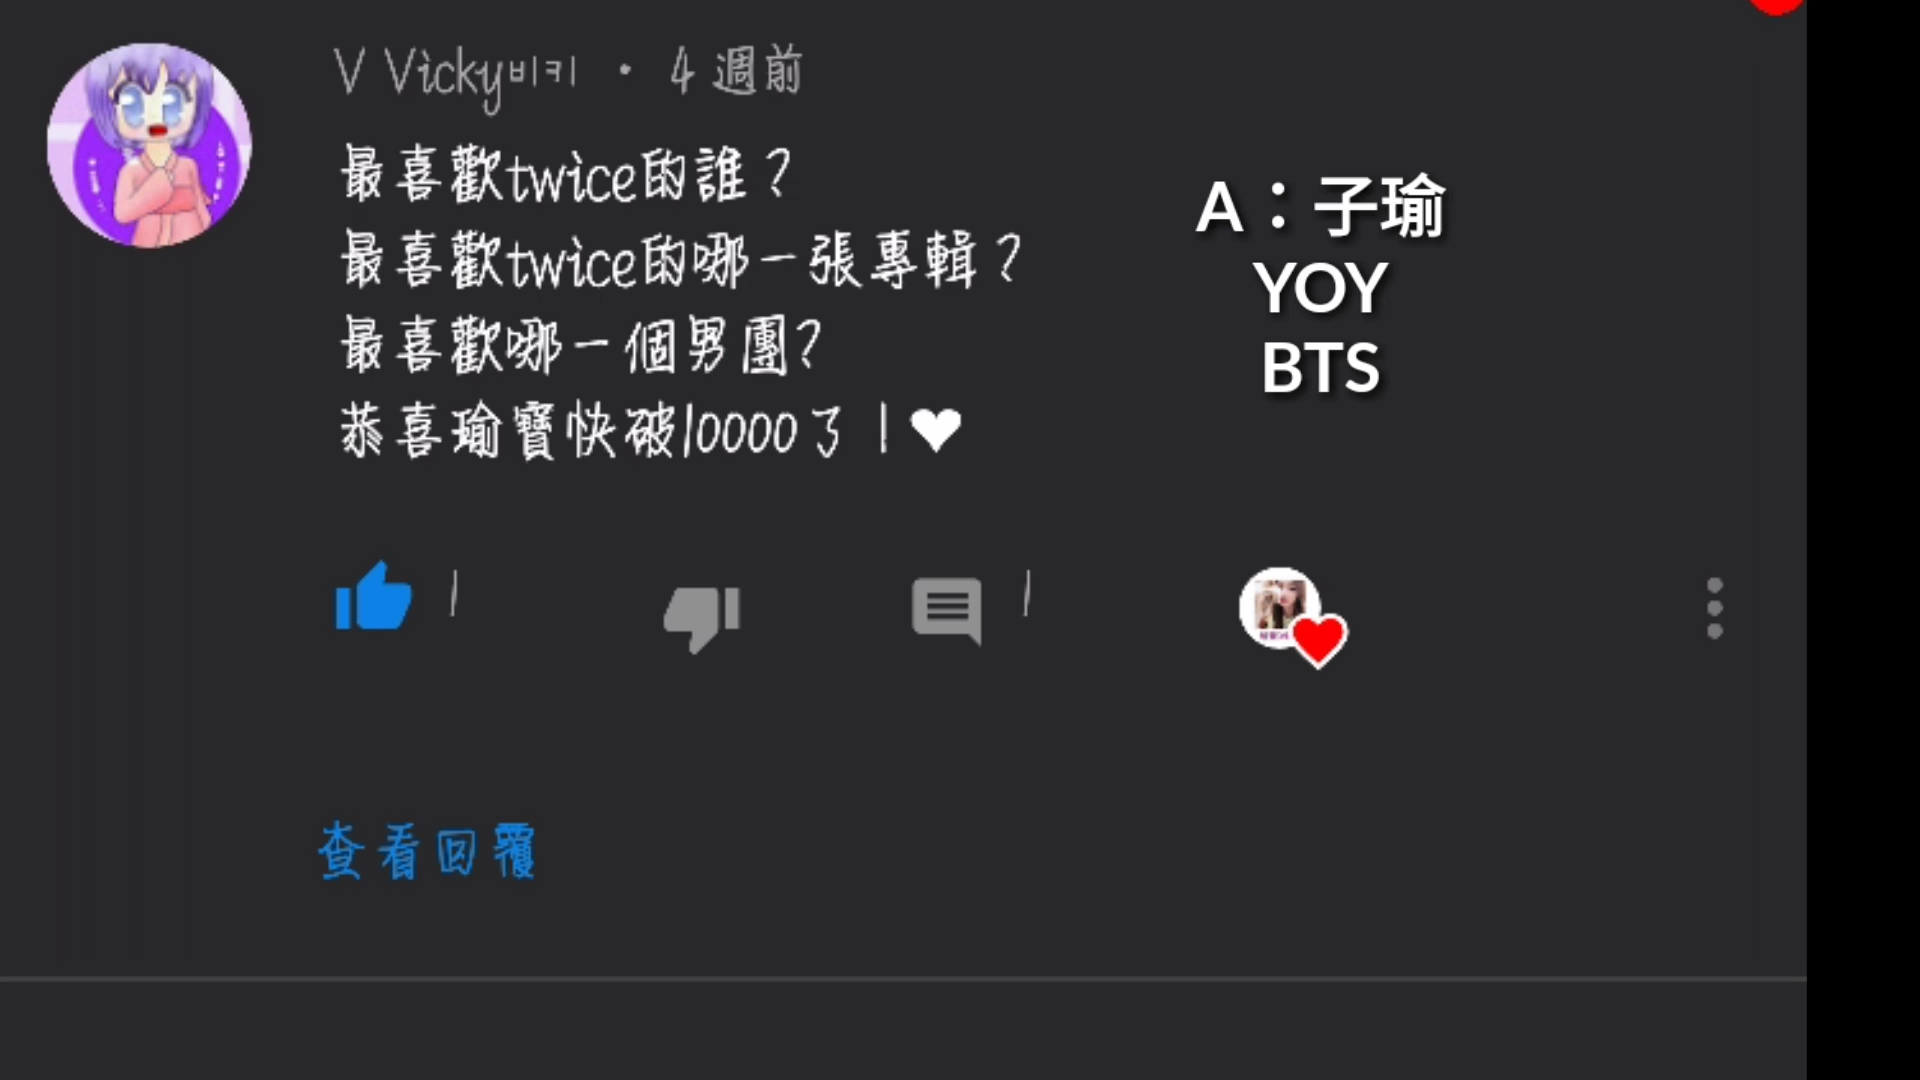 V Vicky비키 · 4 週前
最喜歡twice的誰？
最喜歡twice的哪一張專輯？
最喜歡哪一個男團?
恭喜瑜寶快破10000了！♥
A：子瑜
YOY
BTS
1
1
查看回覆